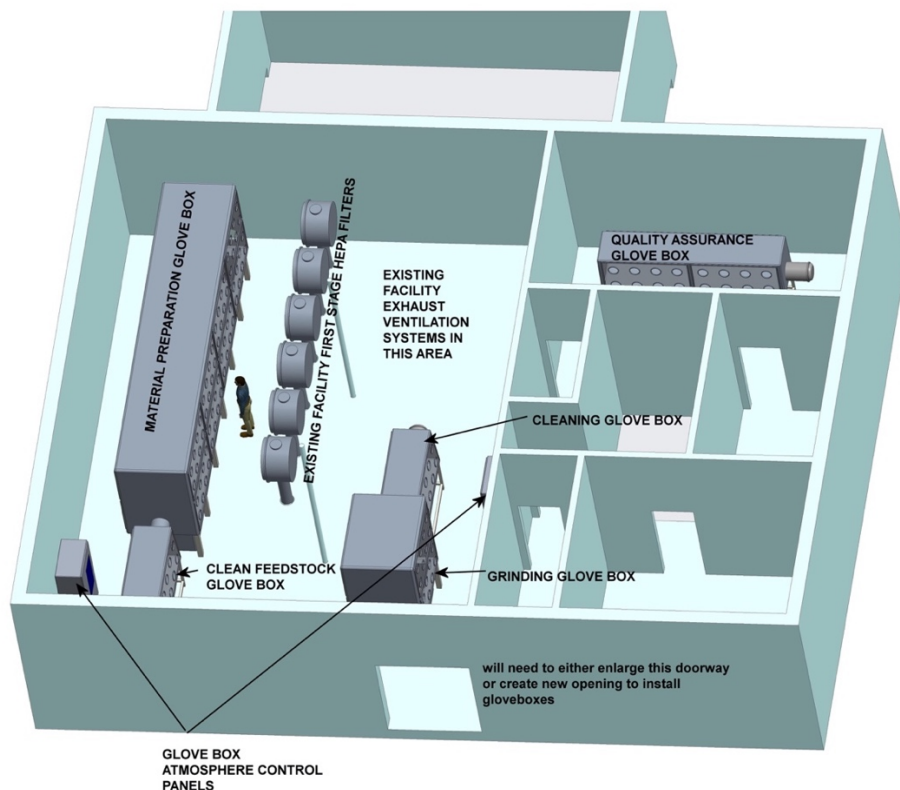 MATERIAL PREPARATION GLOVE BOX
EXISTING FACILITY FIRST STAGE HEPA FILTERS
EXISTING
FACILITY
EXHAUST
VENTILATION
SYSTEMS IN
THIS AREA
QUALITY ASSURANCE
GLOVE BOX
CLEANING GLOVE BOX
CLEAN FEEDSTOCK
GLOVE BOX
GRINDING GLOVE BOX
will need to either enlarge this doorway
or create new opening to install
gloveboxes
GLOVE BOX
ATMOSPHERE CONTROL
PANELS